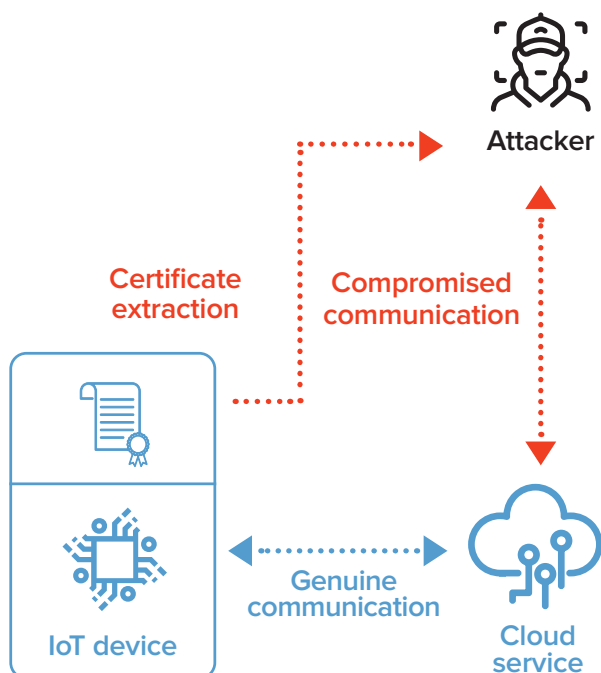 Attacker
Certificate
extraction
Compromised
communication
Genuine
communication
IoT device
Cloud
service